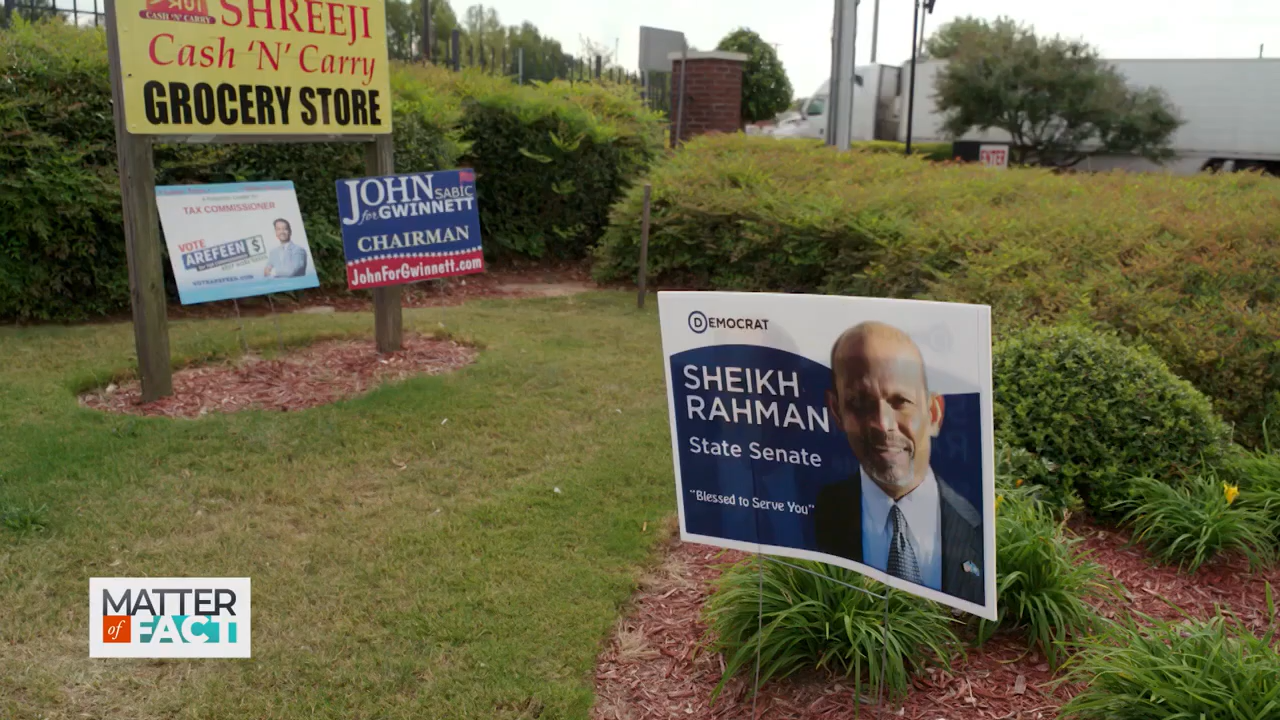 CASH 'N' CARRY
SHREEJI
Cash 'N' Carry
GROCERY STORE
TAX COMMISSIONER
VOTE
AREFEEN $
JOHN
SABIC
for GWINNETT
CHAIRMAN
JohnForGwinnett.com
ENTER
DEMOCRAT
SHEIKH
RAHMAN
State Senate
"Blessed to Serve You"
MATTER
of FACT